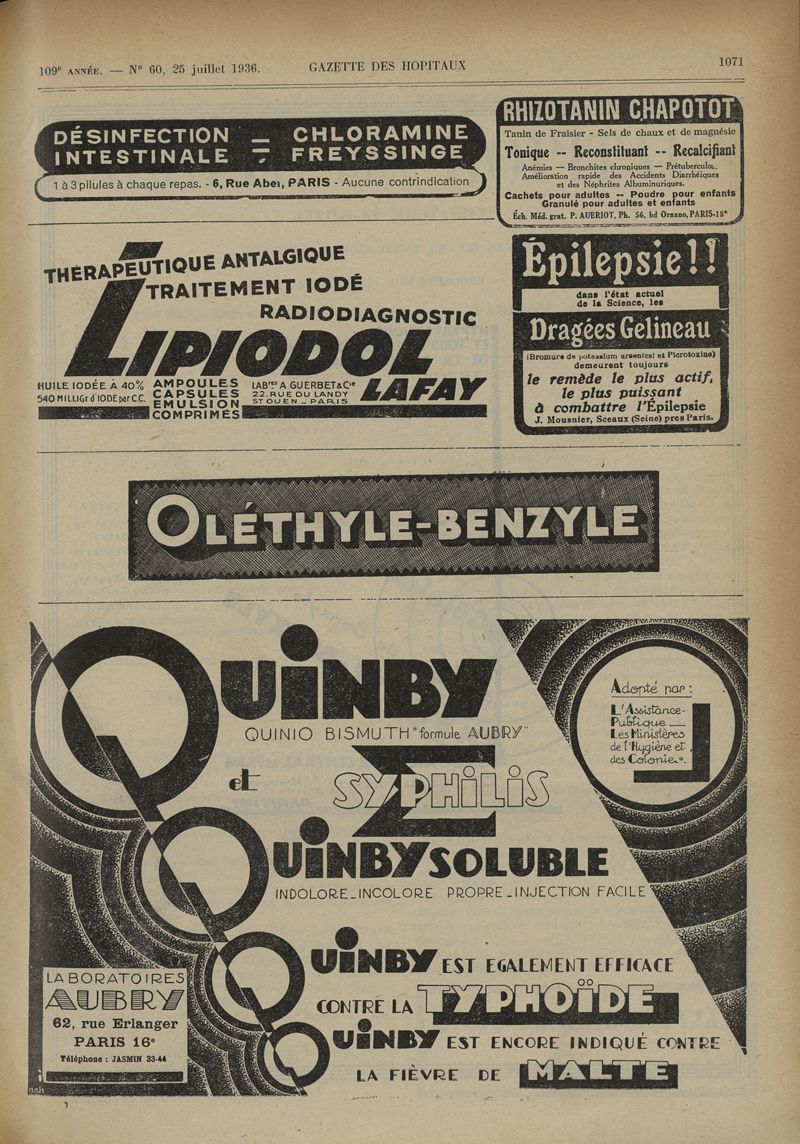 109e ANNÉE. — N° 60, 25 juillet 1936.
GAZETTE DES HOPITAUX
1071
DÉSINFECTION
INTESTINALE
CHLORAMINE
FREYSSINGE
1 à 3 pilules à chaque repas. - 6, Rue Abel, PARIS - Aucune contrindication
RHIZOTANIN CHAPOTOT
Tanin de Fraisier - Sels de chaux et de magnésie
Tonique -- Reconstituant -- Recalcifiant
Anémies — Bronchites chroniques — Prétuberculos.
Amélioration rapide des Accidents Diarrhéiques
et des Néphrites Albuminuriques.
Cachets pour adultes -- Poudre pour enfants
Granulé pour adultes et enfants
Éch. Méd. grat. P. AUBRIOT, Ph. 56, bd Ornano, PARIS-18e
THÉRAPEUTIQUE ANTALGIQUE
TRAITEMENT IODÉ
RADIODIAGNOSTIC
LIPIODOL
LAFAY
HUILE IODÉE À 40%
540 MILLIGr d'IODE par C.C.
AMPOULES
CAPSULES
EMULSION
COMPRIMÉS
LABres A GUERBET & Cie
22. RUE DU LANDY
ST OUEN - PARIS
Épilepsie!!
dans l'état actuel
de la Science, les
Dragées Gelineau
(Bromure de potassium arsenical et Picrotoxine)
demeurent toujours
le remède le plus actif,
le plus puissant
à combattre l'Épilepsie
J. Mousnier, Sceaux (Seine) pres Paris.
OLÉTHYLE-BENZYLE
QUINBY
QUINIO BISMUTH "formule AUBRY"
et
SYPHILIS
QUINBY SOLUBLE
INDOLORE_INCOLORE PROPRE_INJECTION FACILE
Adopté par :
L'Assistance-
Publique
Les Ministères
de l'Hygiène et
des Colonies.
QUINBY EST EGALEMENT EFFICACE
CONTRE LA TYPHOÏDE
QUINBY EST ENCORE INDIQUÉ CONTRE
LA FIÈVRE DE MALTE
LABORATOIRES
AUBRY
62, rue Erlanger
PARIS 16e
Téléphone : JASMIN 33-44